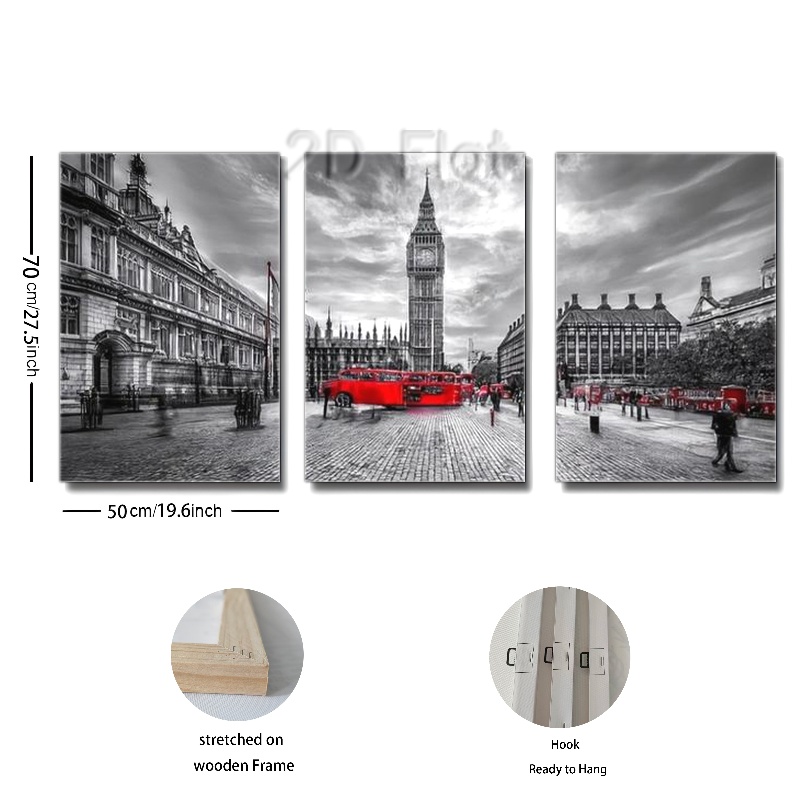 2D Flat
70cm/27.5inch
50cm/19.6inch
stretched on
wooden Frame
Hook
Ready to Hang